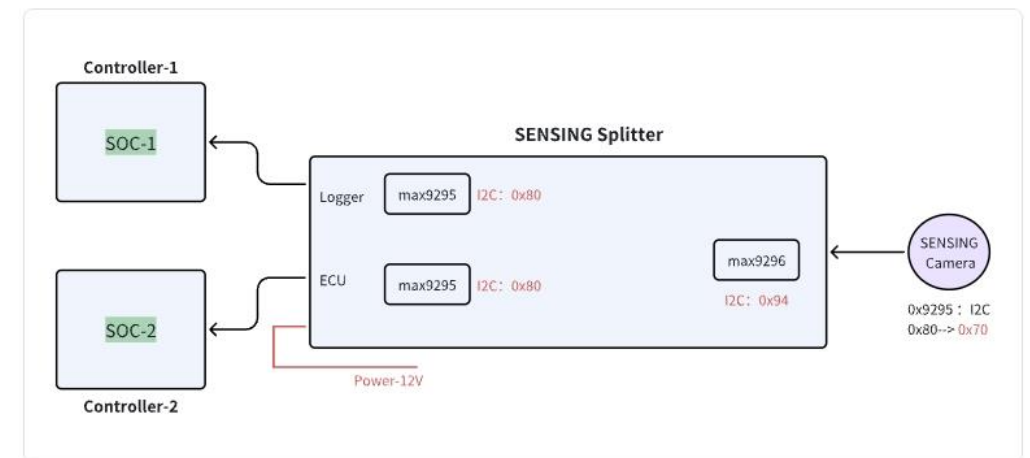 Controller-1
SOC-1
SENSING Splitter
Logger
max9295
I2C：0x80
ECU
max9295
I2C：0x80
max9296
I2C：0x94
SENSING
Camera
0x9295：I2C
0x80--> 0x70
SOC-2
Power-12V
Controller-2